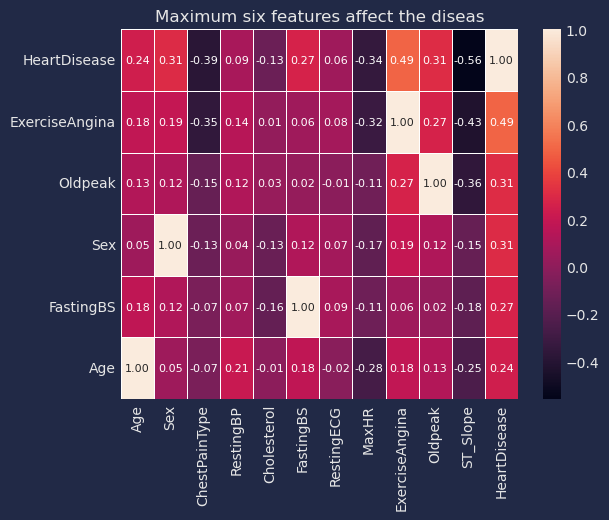 Maximum six features affect the diseas
HeartDisease 0.24 0.31 -0.39 0.09 -0.13 0.27 0.06 -0.34 0.49 0.31 -0.56 1.00
ExerciseAngina 0.18 0.19 -0.35 0.14 0.01 0.06 0.08 -0.32 1.00 0.27 -0.43 0.49
Oldpeak 0.13 0.12 -0.15 0.12 0.03 0.02 -0.01 -0.11 0.27 1.00 -0.36 0.31
Sex 0.05 1.00 -0.13 0.04 -0.13 0.12 0.07 -0.17 0.19 0.12 -0.15 0.31
FastingBS 0.18 0.12 -0.07 0.07 -0.16 1.00 0.09 -0.11 0.06 0.02 -0.18 0.27
Age 1.00 0.05 -0.07 0.21 -0.01 0.18 -0.02 -0.28 0.18 0.13 -0.25 0.24
Age
Sex
ChestPainType
RestingBP
Cholesterol
FastingBS
RestingECG
MaxHR
ExerciseAngina
Oldpeak
ST_Slope
HeartDisease
1.0
0.8
0.6
0.4
0.2
0.0
−0.2
−0.4